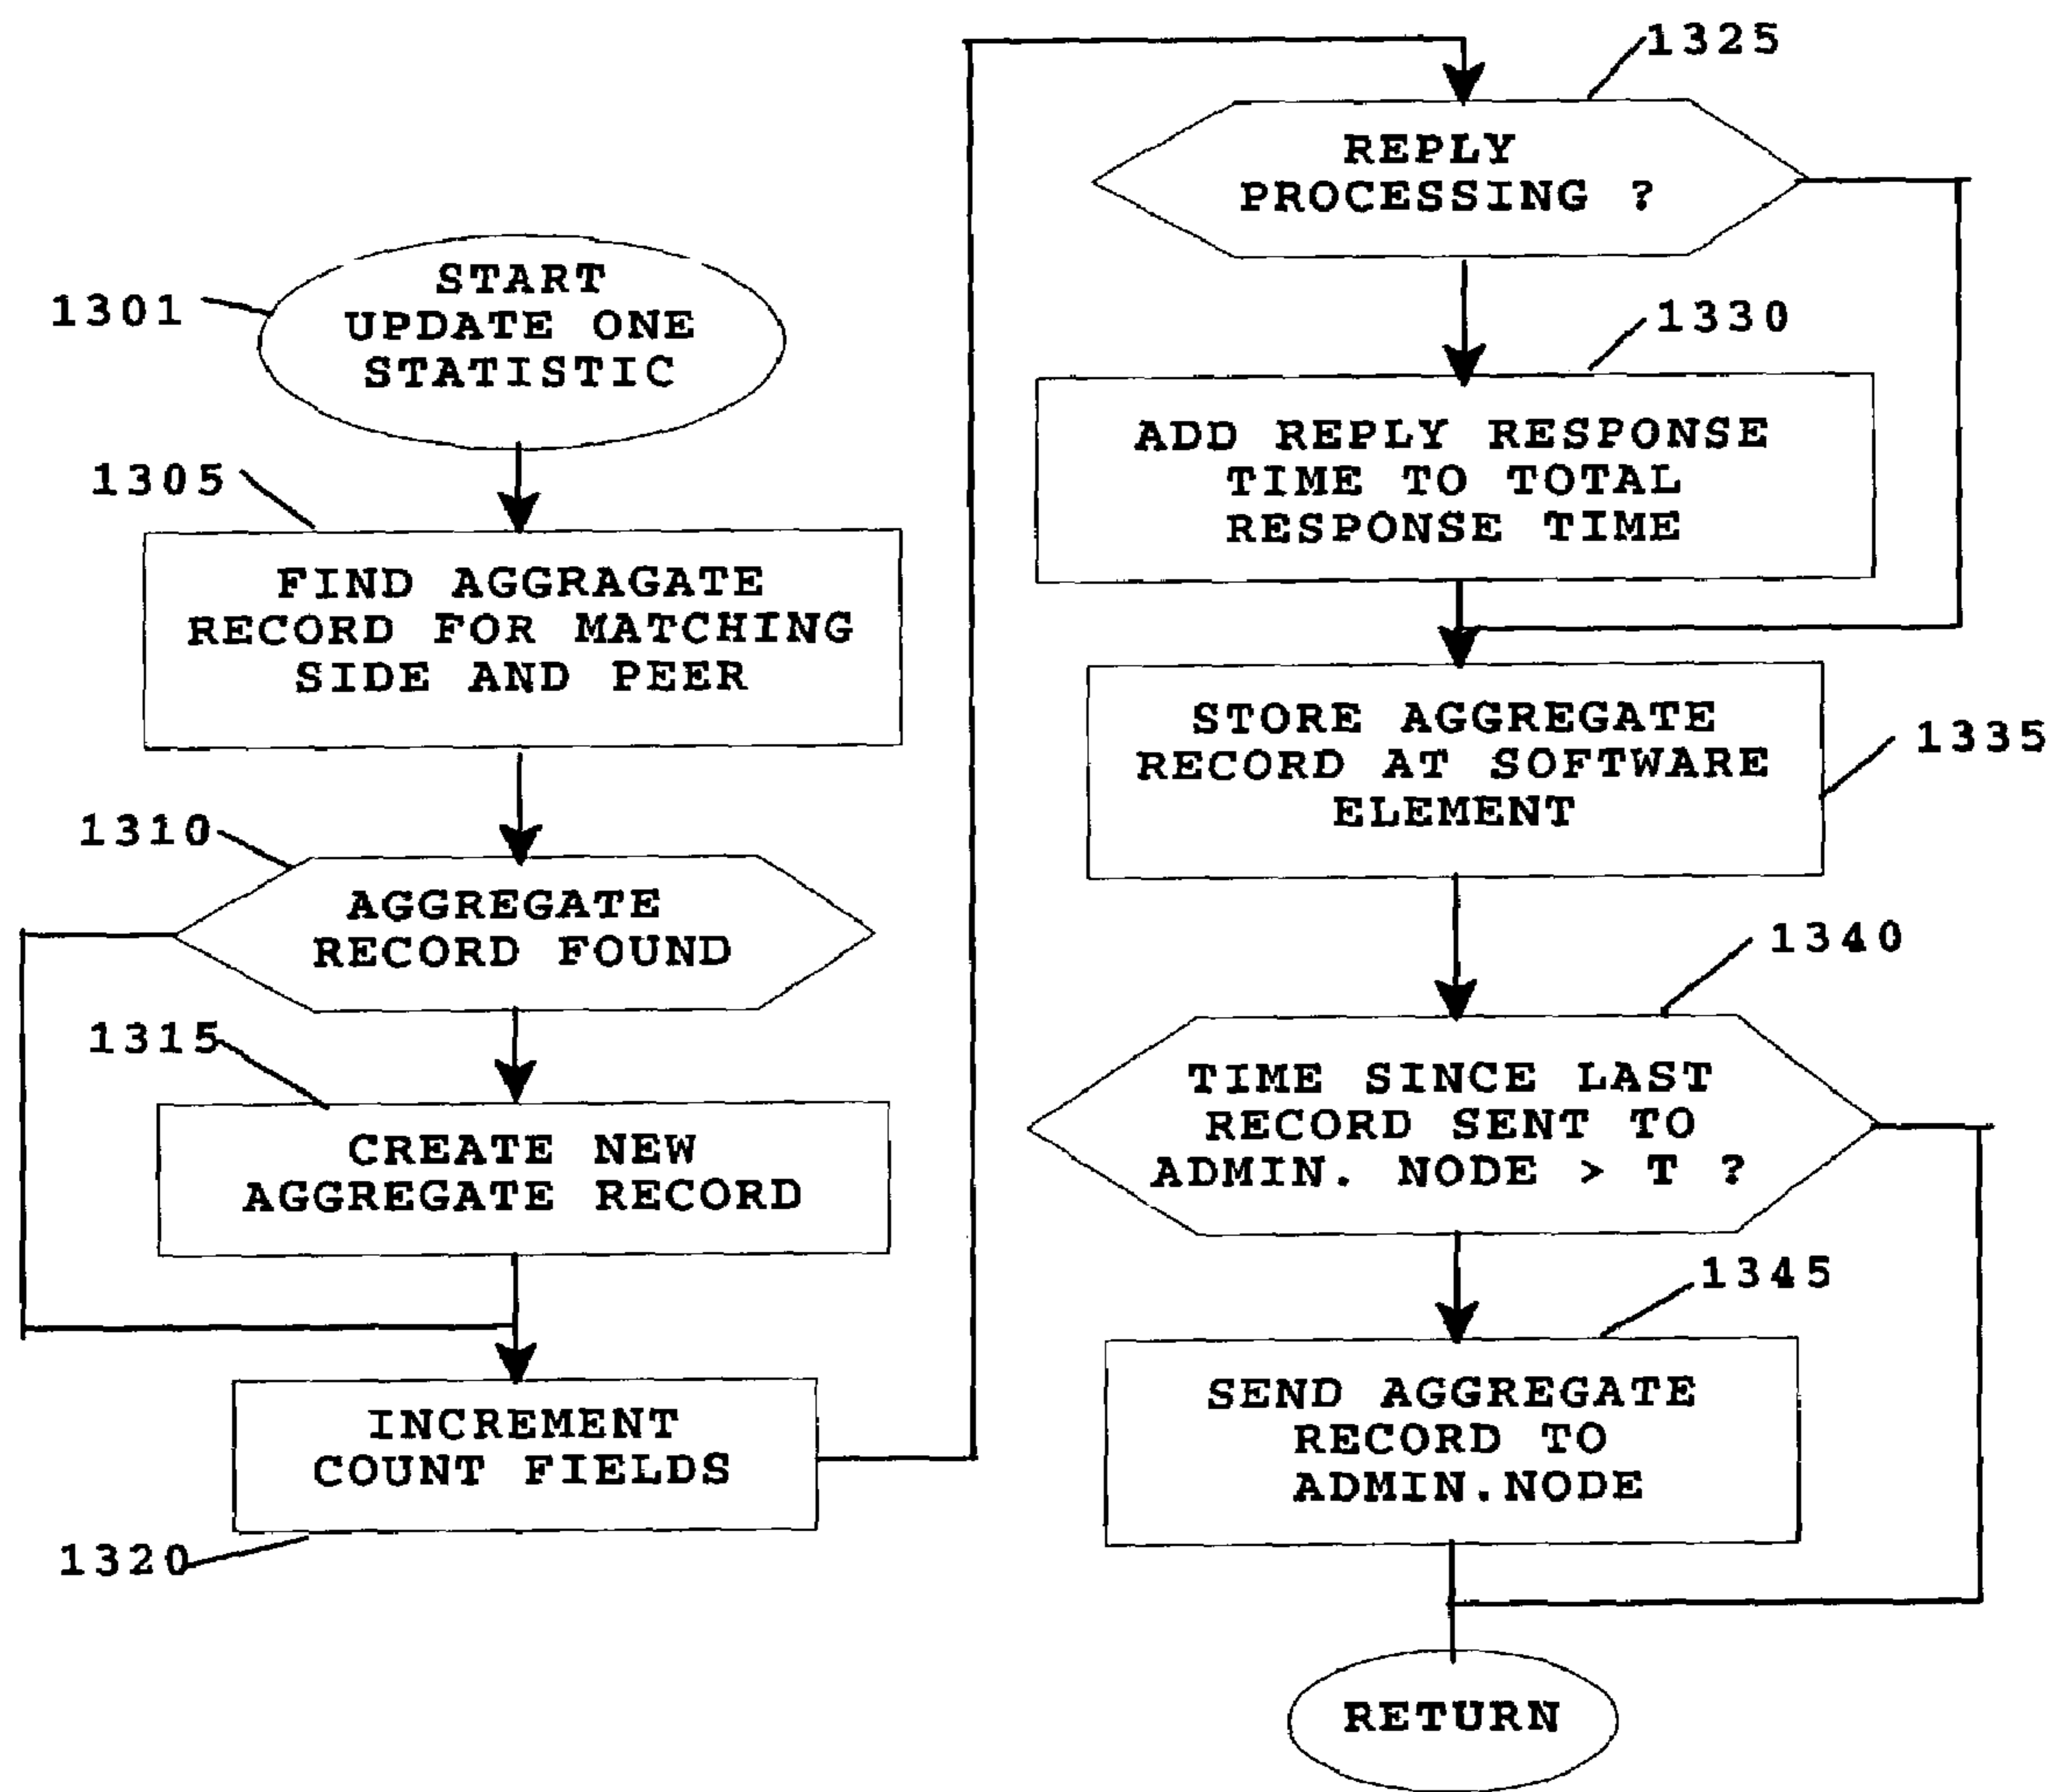 1301
START
UPDATE ONE
STATISTIC
1305
FIND AGGRAGATE
RECORD FOR MATCHING
SIDE AND PEER
1310
AGGREGATE
RECORD FOUND
1315
CREATE NEW
AGGREGATE RECORD
INCREMENT
COUNT FIELDS
1320
1325
REPLY
PROCESSING ?
1330
ADD REPLY RESPONSE
TIME TO TOTAL
RESPONSE TIME
STORE AGGREGATE
RECORD AT SOFTWARE
ELEMENT
1335
1340
TIME SINCE LAST
RECORD SENT TO
ADMIN. NODE > T ?
1345
SEND AGGREGATE
RECORD TO
ADMIN.NODE
RETURN